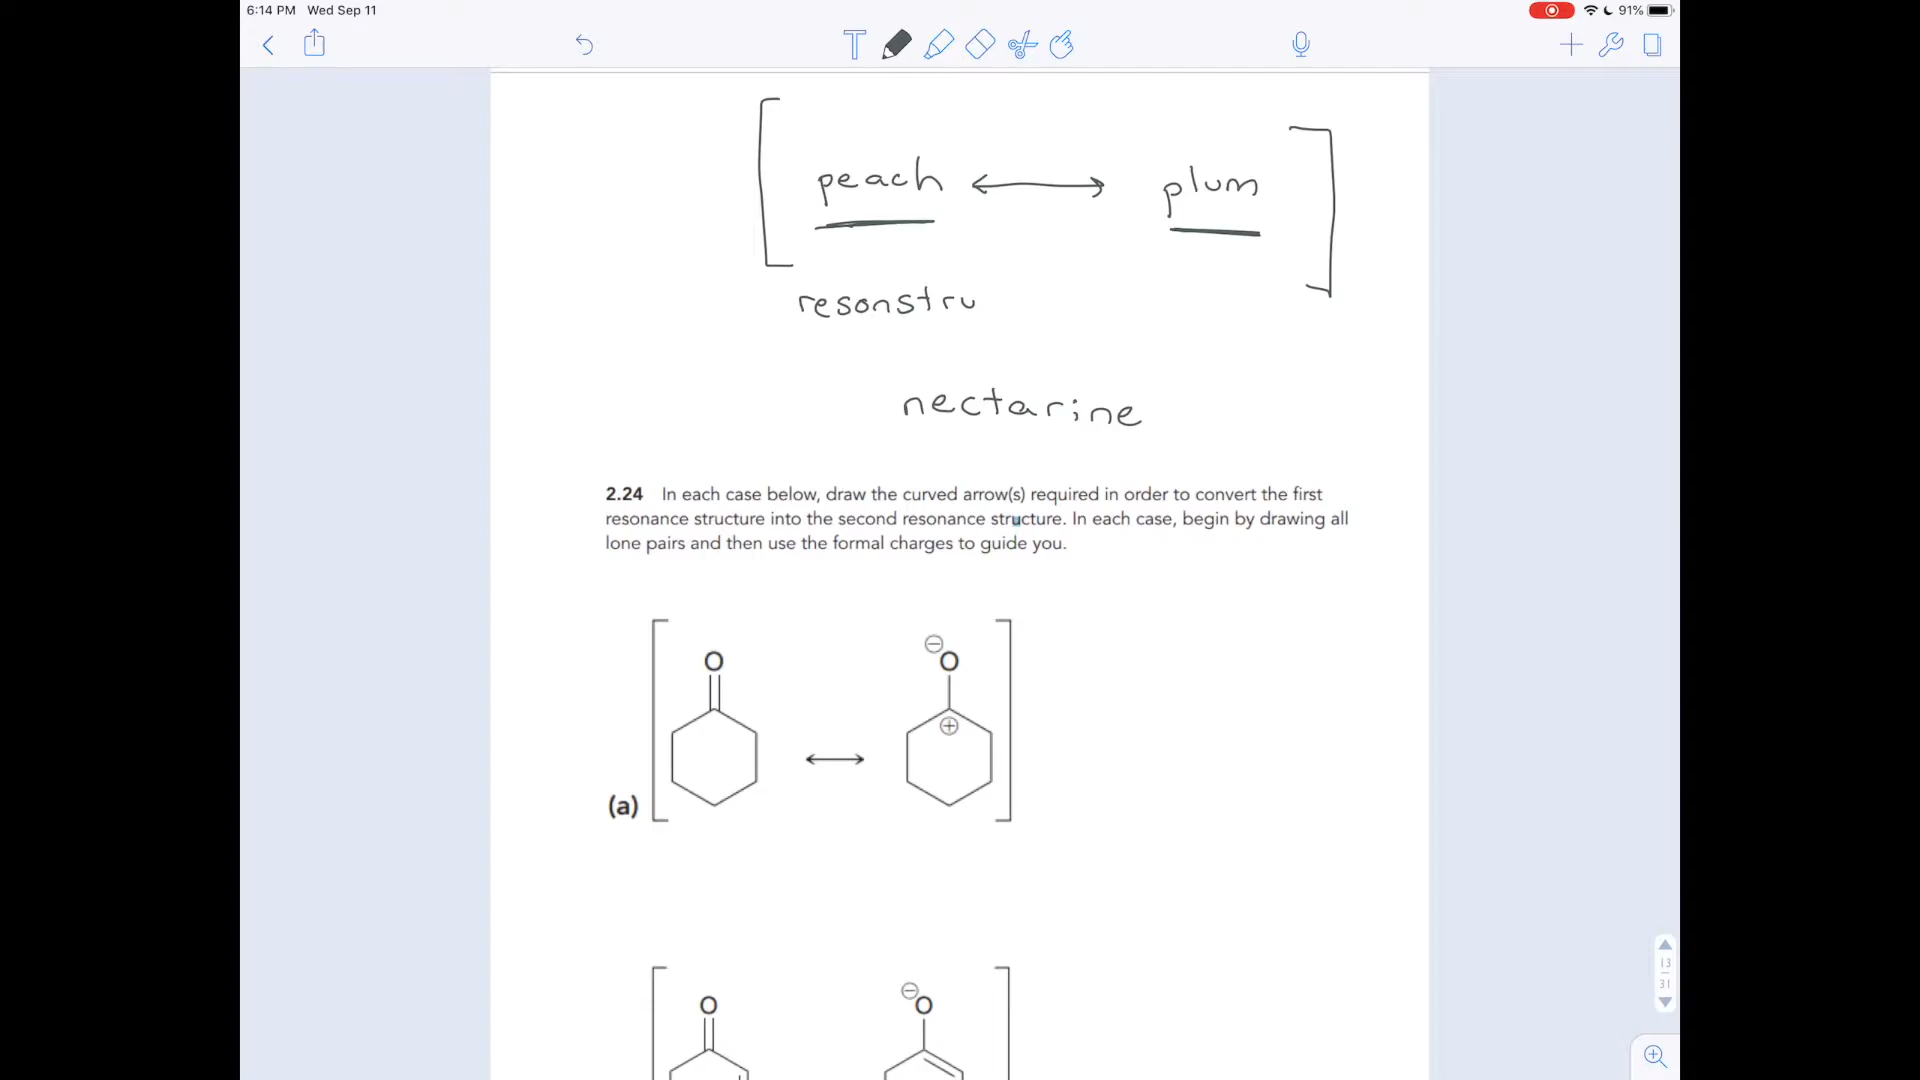 6:14 PM Wed Sep 11
91%
T
peach plum
resonstru
nectarine
2.24 In each case below, draw the curved arrow(s) required in order to convert the first
resonance structure into the second resonance structure. In each case, begin by drawing all
lone pairs and then use the formal charges to guide you.
O ⊖ O
⊕
(a)
13
31
O ⊖ O